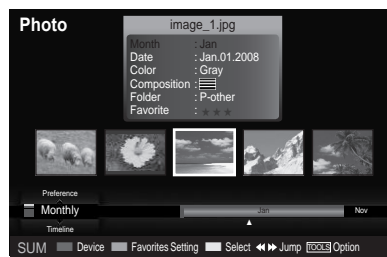 Photo
image_1.jpg
Month : Jan
Date : Jan.01.2008
Color : Gray
Composition :
Folder : P-other
Favorite : ★★★
Preference
Monthly
Jan
Nov
Timeline
SUM Device Favorites Setting Select ◀◀ ▶▶ Jump TOOLS Option